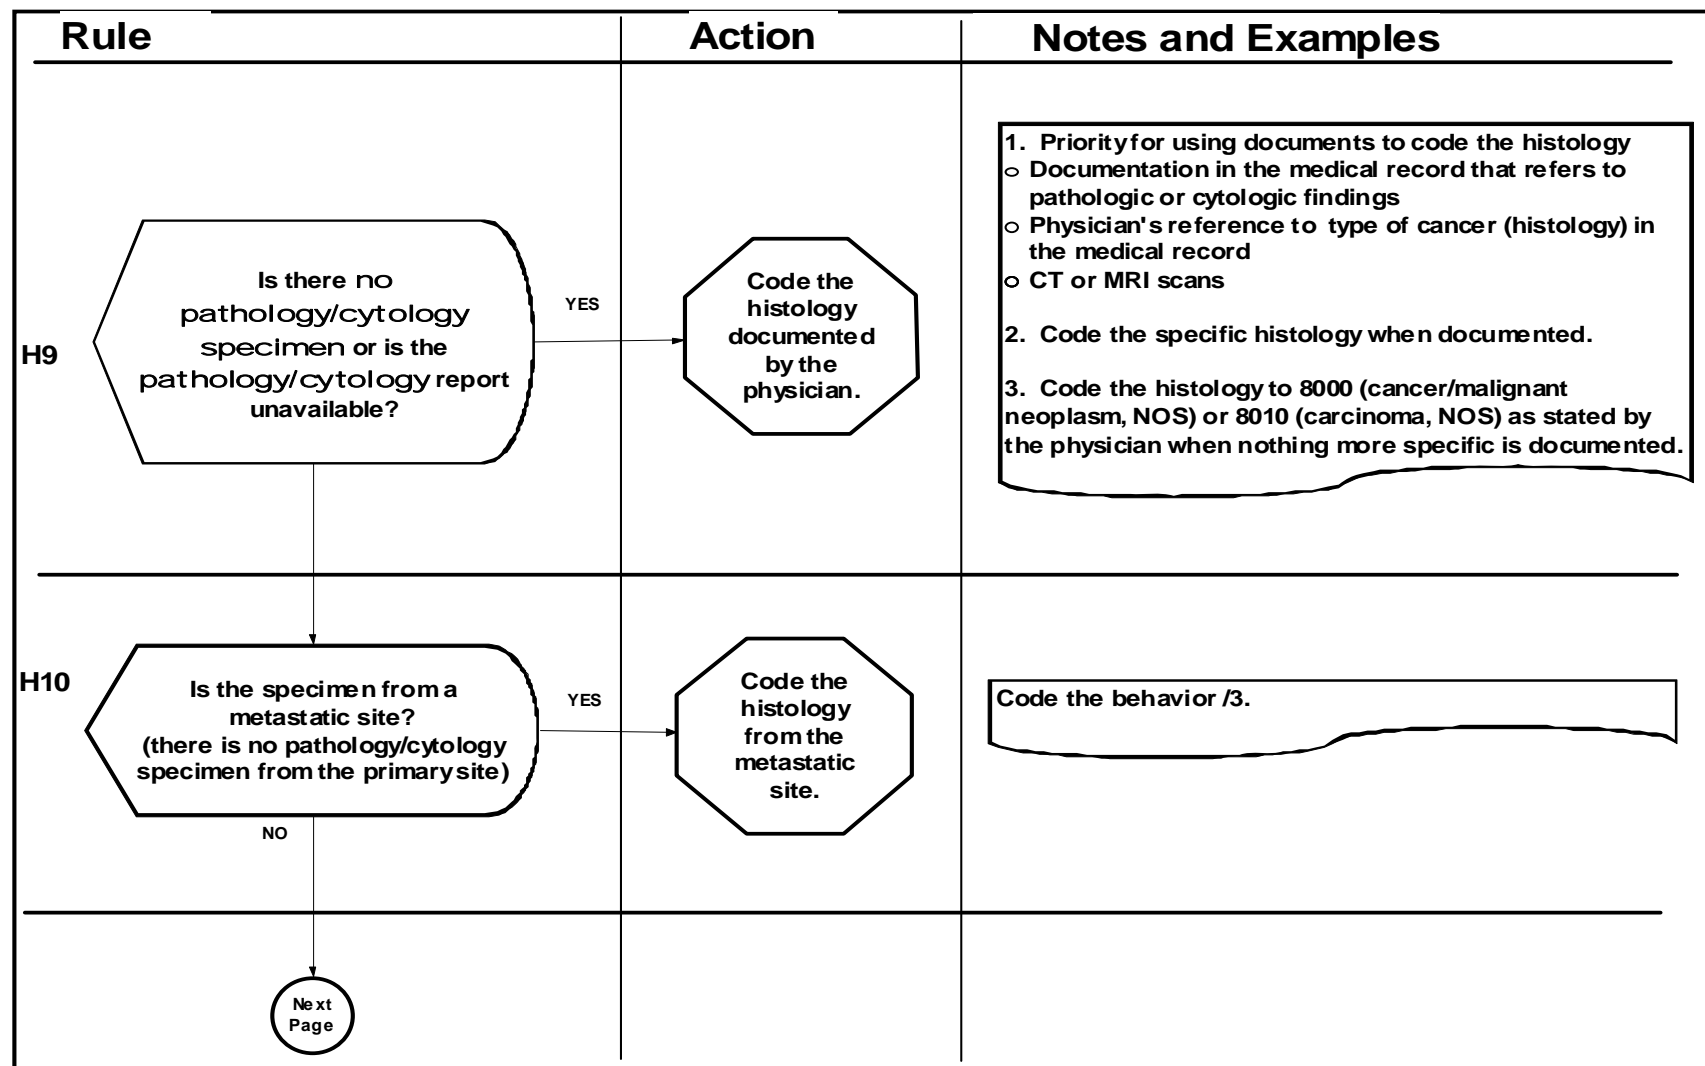 Rule
Action
Notes and Examples
H9
Is there no
pathology/cytology
specimen or is the
pathology/cytology report
unavailable?
YES
Code the
histology
documented
by the
physician.
1. Priority for using documents to code the histology
o Documentation in the medical record that refers to
pathologic or cytologic findings
o Physician's reference to type of cancer (histology) in
the medical record
o CT or MRI scans
2. Code the specific histology when documented.
3. Code the histology to 8000 (cancer/malignant
neoplasm, NOS) or 8010 (carcinoma, NOS) as stated by
the physician when nothing more specific is documented.
H10
Is the specimen from a
metastatic site?
(there is no pathology/cytology
specimen from the primary site)
YES
Code the
histology
from the
metastatic
site.
Code the behavior /3.
NO
Next
Page